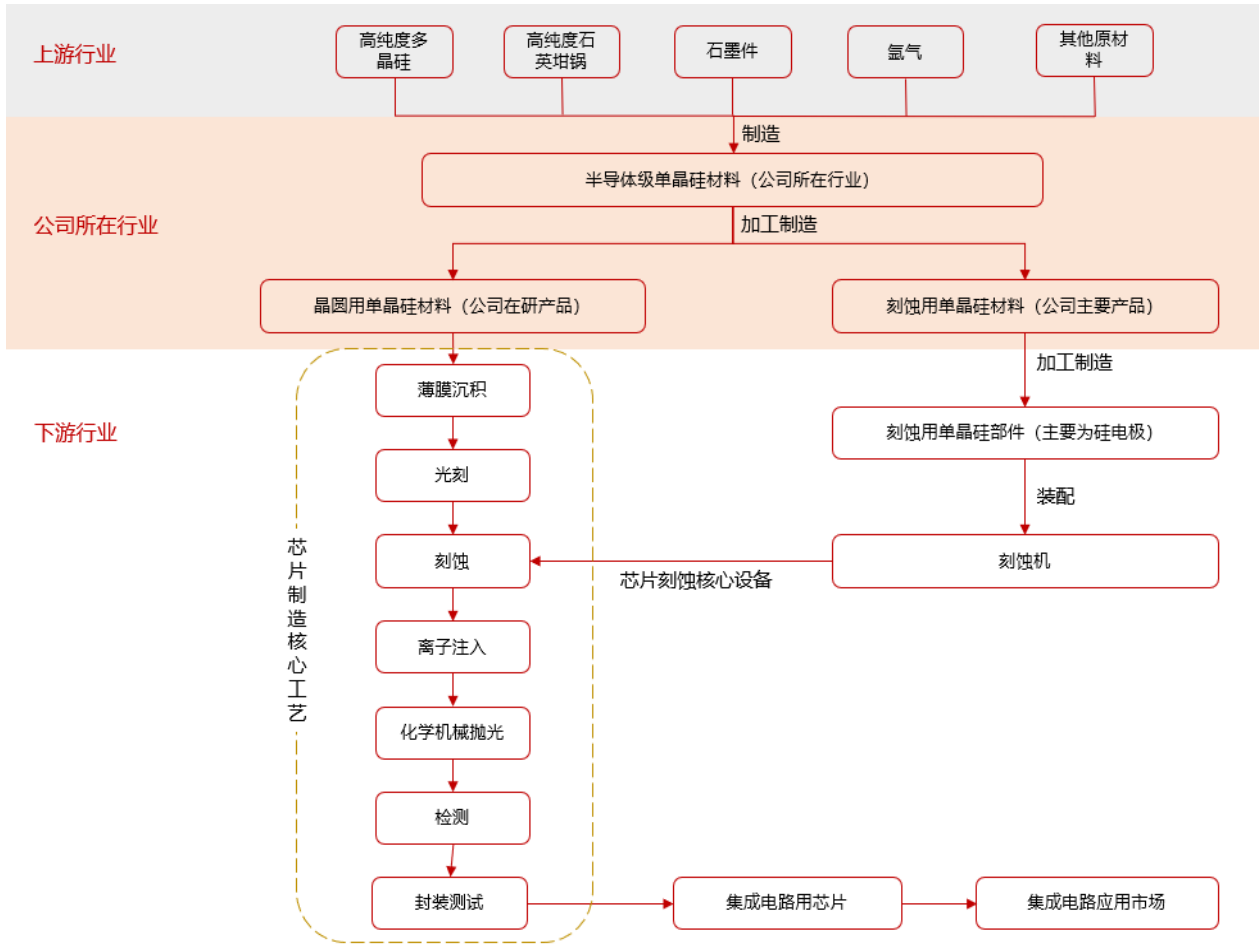 上游行业
高纯度多
晶硅
高纯度石
英坩埚
石墨件
氩气
其他原材
料
制造
半导体级单晶硅材料（公司所在行业）
公司所在行业
加工制造
晶圆用单晶硅材料（公司在研产品）
刻蚀用单晶硅材料（公司主要产品）
加工制造
下游行业
薄膜沉积
刻蚀用单晶硅部件（主要为硅电极）
光刻
装配
芯片制造核心工艺
刻蚀
芯片刻蚀核心设备
刻蚀机
离子注入
化学机械抛光
检测
封装测试
集成电路用芯片
集成电路应用市场